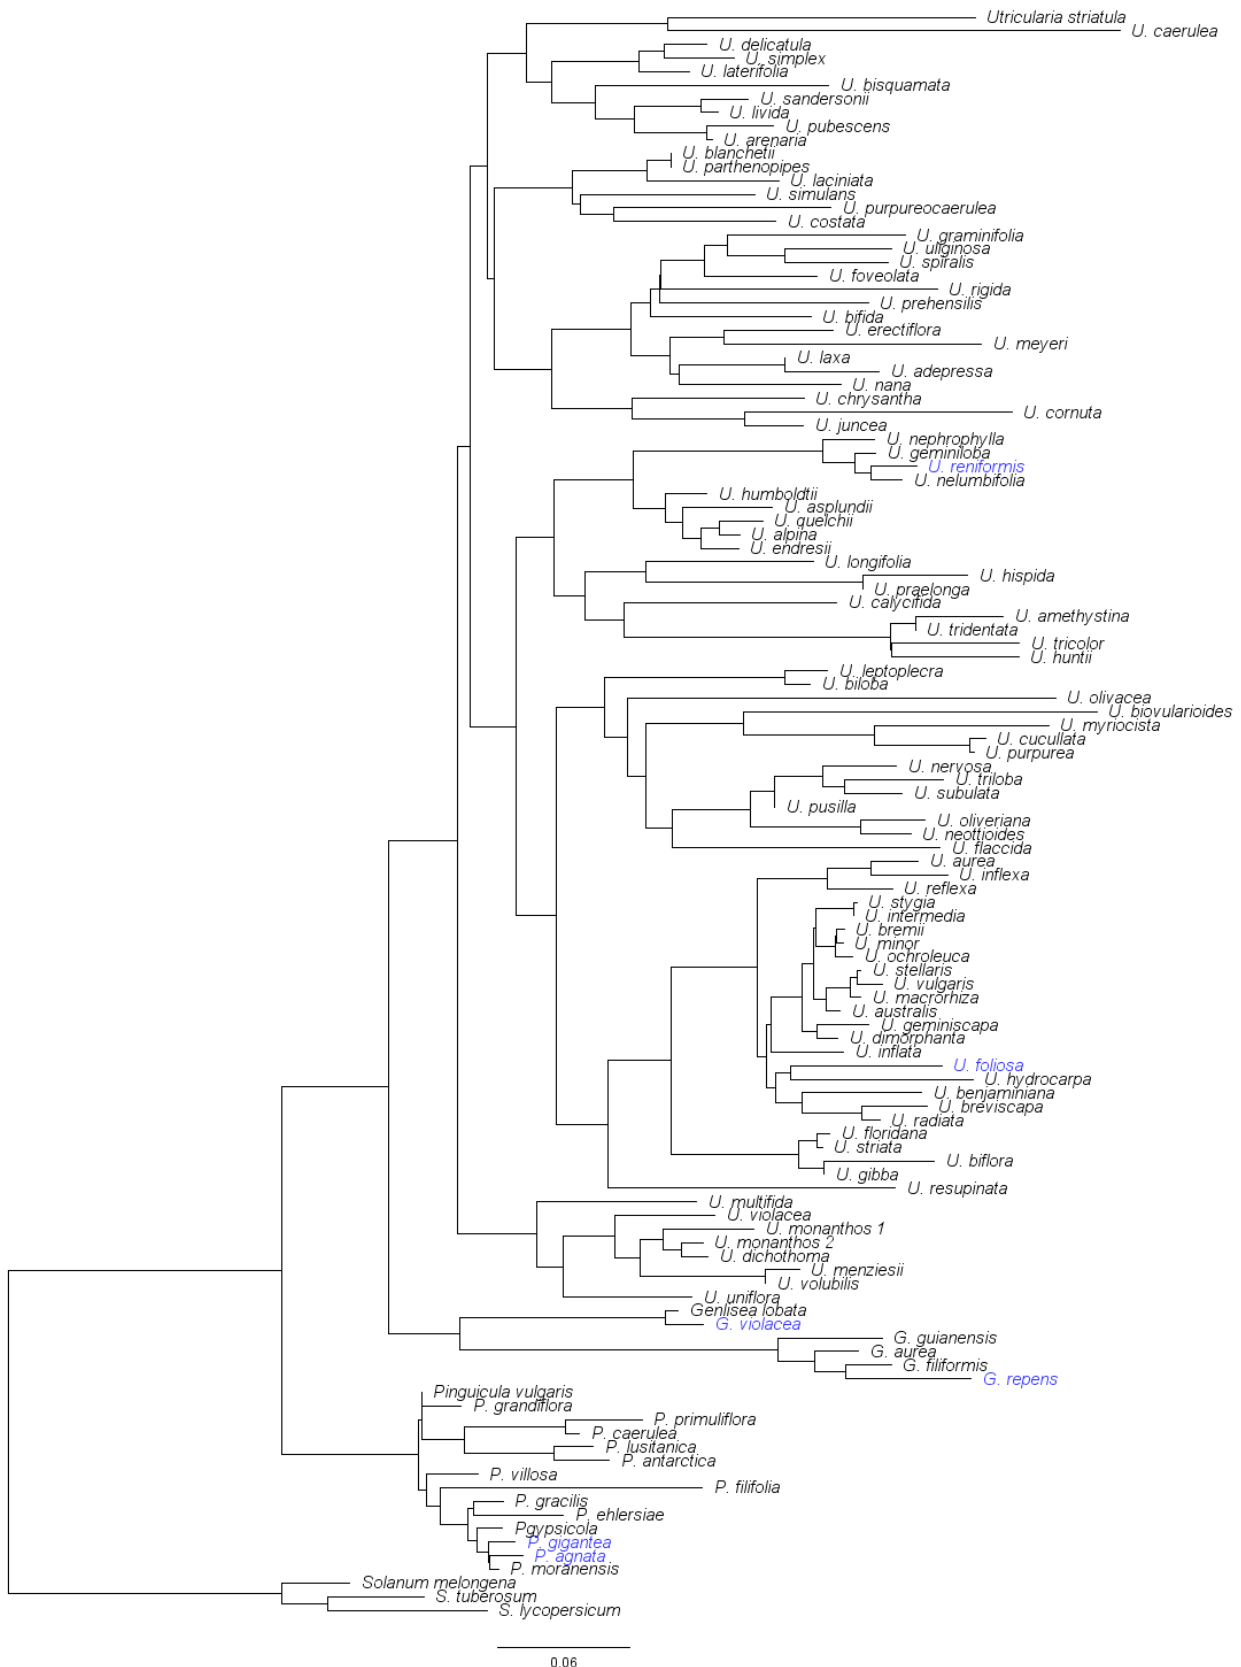 Utricularia striatula
U. caerulea
U. delicatula
U. simplex
U. laterifolia
U. bisquamata
U. sandersonii
U. livida
U. pubescens
U. arenaria
U. blanchetii
U. parthenopipes
U. laciniata
U. simulans
U. purpureocaerulea
U. costata
U. graminifolia
U. uliginosa
U. spiralis
U. foveolata
U. rigida
U. prehensilis
U. bifida
U. erectiflora
U. meyeri
U. laxa
U. adepressa
U. nana
U. chrysantha
U. cornuta
U. juncea
U. nephrophylla
U. geminiloba
U. reniformis
U. nelumbifolia
U. humboldtii
U. asplundii
U. quelchii
U. alpina
U. endresii
U. longifolia
U. hispida
U. praelonga
U. calycifida
U. amethystina
U. tridentata
U. tricolor
U. huntii
U. leptoplecra
U. biloba
U. olivacea
U. biovularioides
U. myriocista
U. cucullata
U. purpurea
U. nervosa
U. triloba
U. subulata
U. pusilla
U. oliveriana
U. neottioides
U. flaccida
U. aurea
U. inflexa
U. reflexa
U. stygia
U. intermedia
U. bremii
U. minor
U. ochroleuca
U. stellaris
U. vulgaris
U. macrorhiza
U. australis
U. geminiscapa
U. dimorphanta
U. inflata
U. foliosa
U. hydrocarpa
U. benjaminiana
U. breviscapa
U. radiata
U. floridana
U. striata
U. biflora
U. gibba
U. resupinata
U. multifida
U. violacea
U. monanthos 1
U. monanthos 2
U. dichothoma
U. menziesii
U. volubilis
U. uniflora
Genlisea lobata
G. violacea
G. guianensis
G. aurea
G. filiformis
G. repens
Pinguicula vulgaris
P. grandiflora
P. primuliflora
P. caerulea
P. lusitanica
P. antarctica
P. villosa
P. filifolia
P. gracilis
P. ehlersiae
Pgypsicola
P. gigantea
P. agnata
P. moranensis
Solanum melongena
S. tuberosum
S. lycopersicum
0.06